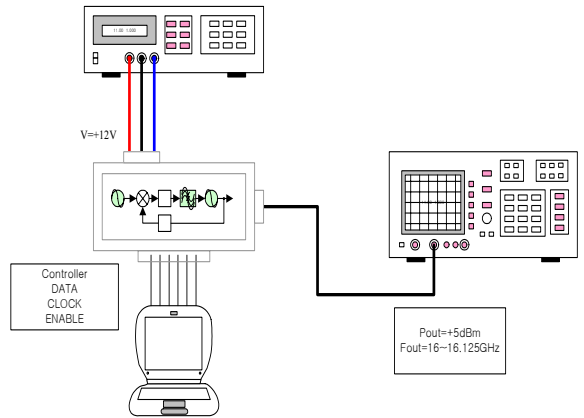 11.00 1.000
V=+12V
Controller
DATA
CLOCK
ENABLE
Pout=+5dBm
Fout=16~16.125GHz